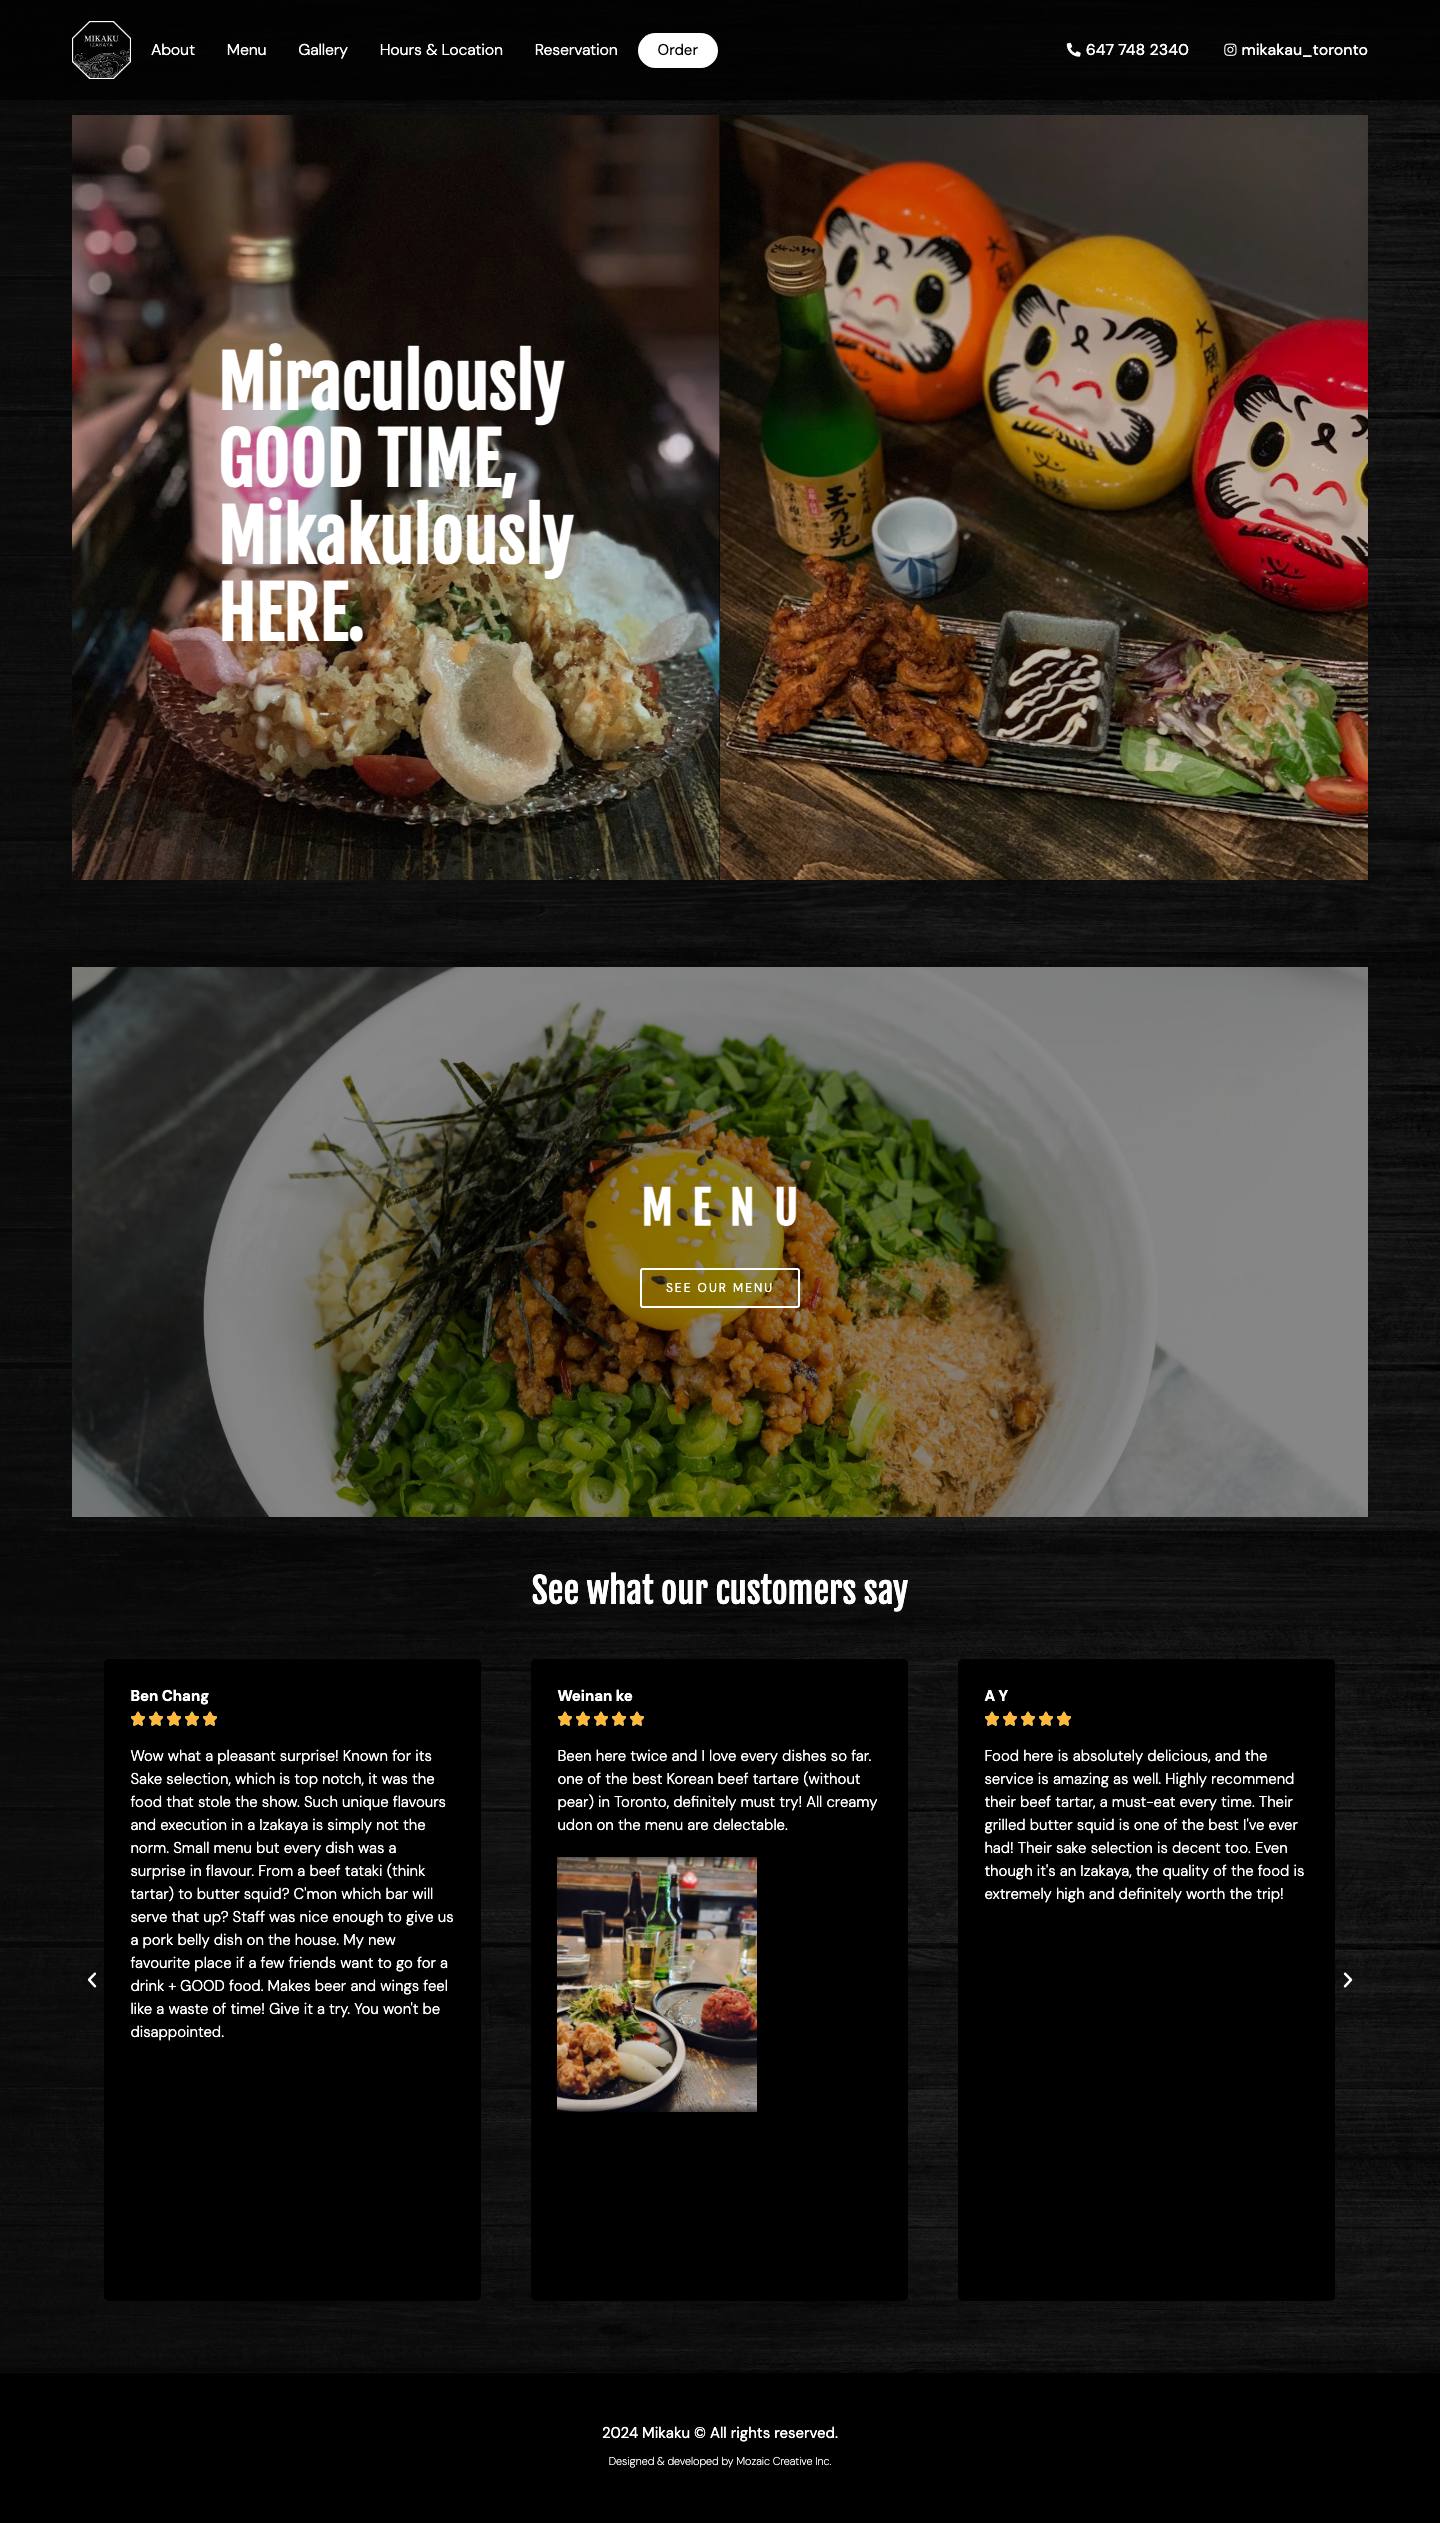 MIKAKU
IZAKAYA
About
Menu
Gallery
Hours & Location
Reservation
Order
647 748 2340
mikakau_toronto
Miraculously
GOOD TIME,
Mikakulously
HERE.
玉乃光
MENU
SEE OUR MENU
See what our customers say
Ben Chang
Wow what a pleasant surprise! Known for its
Sake selection, which is top notch, it was the
food that stole the show. Such unique flavours
and execution in a Izakaya is simply not the
norm. Small menu but every dish was a
surprise in flavour. From a beef tataki (think
tartar) to butter squid? C'mon which bar will
serve that up? Staff was nice enough to give us
a pork belly dish on the house. My new
favourite place if a few friends want to go for a
drink + GOOD food. Makes beer and wings feel
like a waste of time! Give it a try. You won't be
disappointed.
Weinan ke
Been here twice and I love every dishes so far.
one of the best Korean beef tartare (without
pear) in Toronto, definitely must try! All creamy
udon on the menu are delectable.
A Y
Food here is absolutely delicious, and the
service is amazing as well. Highly recommend
their beef tartar, a must-eat every time. Their
grilled butter squid is one of the best I've ever
had! Their sake selection is decent too. Even
though it's an Izakaya, the quality of the food is
extremely high and definitely worth the trip!
2024 Mikaku © All rights reserved.
Designed & developed by Mozaic Creative Inc.